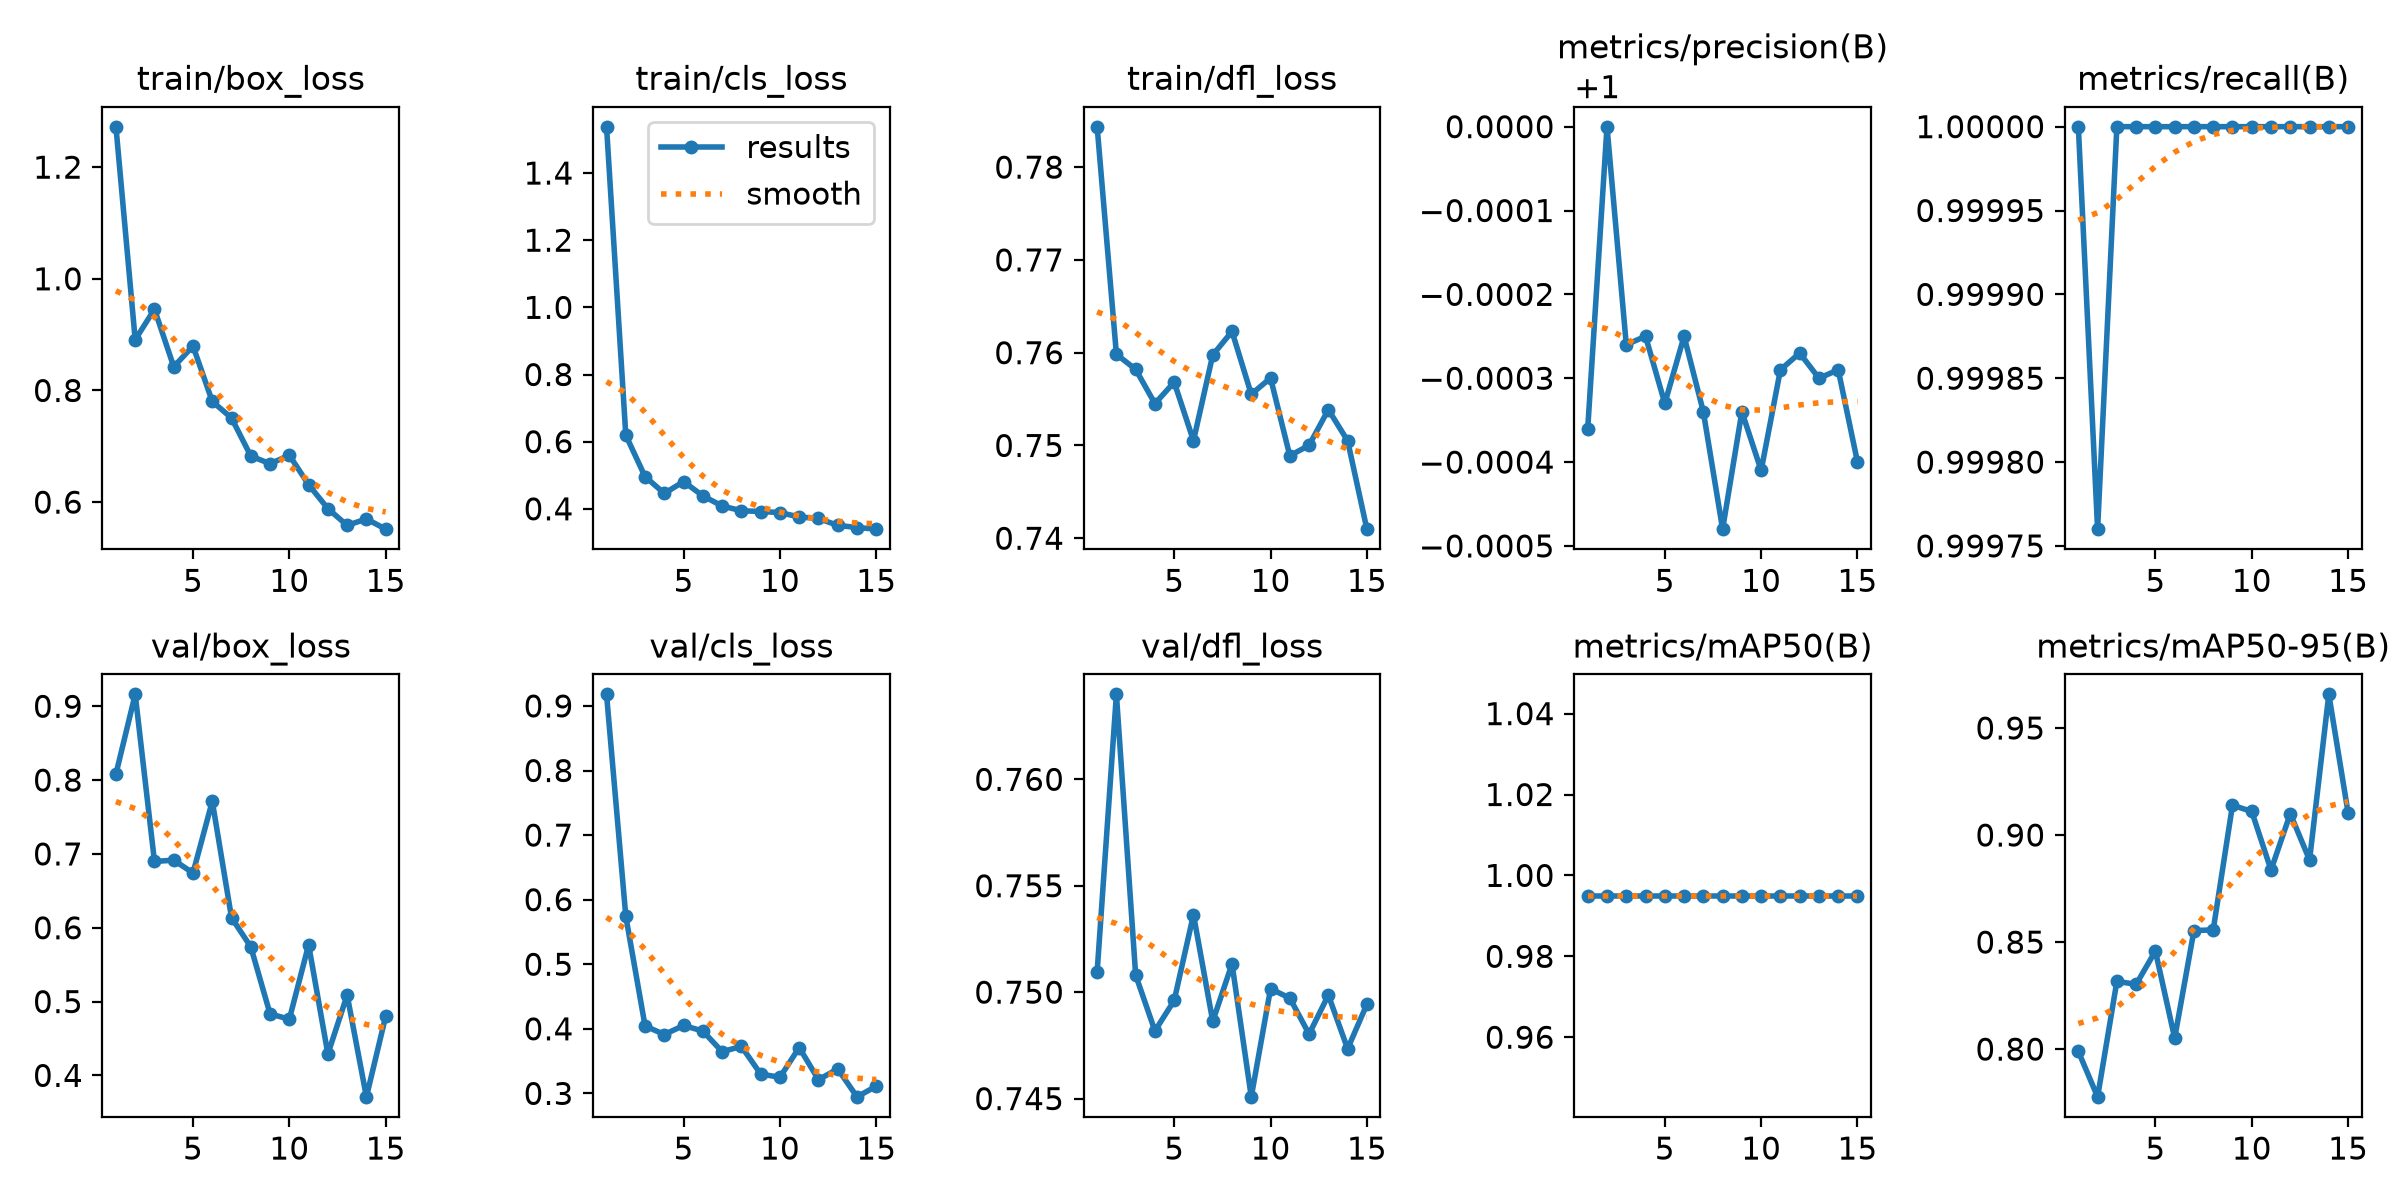 train/box_loss
1.2
1.0
0.8
0.6
5 10 15
train/cls_loss
results
smooth
1.4
1.2
1.0
0.8
0.6
0.4
5 10 15
train/dfl_loss
0.78
0.77
0.76
0.75
0.74
5 10 15
metrics/precision(B)
+1
0.0000
−0.0001
−0.0002
−0.0003
−0.0004
−0.0005
5 10 15
metrics/recall(B)
1.00000
0.99995
0.99990
0.99985
0.99980
0.99975
5 10 15
val/box_loss
0.9
0.8
0.7
0.6
0.5
0.4
5 10 15
val/cls_loss
0.9
0.8
0.7
0.6
0.5
0.4
0.3
5 10 15
val/dfl_loss
0.760
0.755
0.750
0.745
5 10 15
metrics/mAP50(B)
1.04
1.02
1.00
0.98
0.96
5 10 15
metrics/mAP50-95(B)
0.95
0.90
0.85
0.80
5 10 15